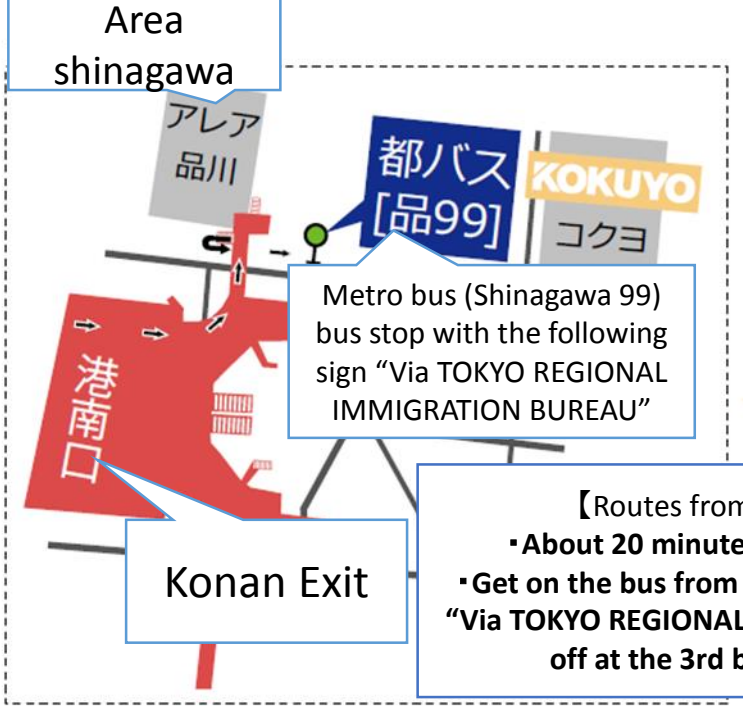 Area
shinagawa
アレア
品川
都バス
[品99]
KOKUYO
コクヨ
Metro bus (Shinagawa 99)
bus stop with the following
sign “Via TOKYO REGIONAL
IMMIGRATION BUREAU”
港南口
Konan Exit
【Routes from
･About 20 minute
･Get on the bus from
“Via TOKYO REGIONAL
off at the 3rd b